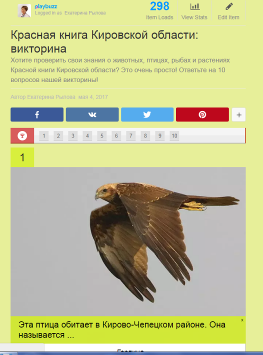 playbuzz
Logged in as: Екатерина Рылова
298
Item Loads
View Stats
Edit Item
Красная книга Кировской области:
викторина
Хотите проверить свои знания о животных, птицах, рыбах и растениях
Красной книги Кировской области? Это очень просто! Ответьте на 10
вопросов нашей викторины!
Автор Екатерина Рылова, мая 4, 2017
1 2 3 4 5 6 7 8 9 10
1
Эта птица обитает в Кирово-Чепецком районе. Она
называется ...